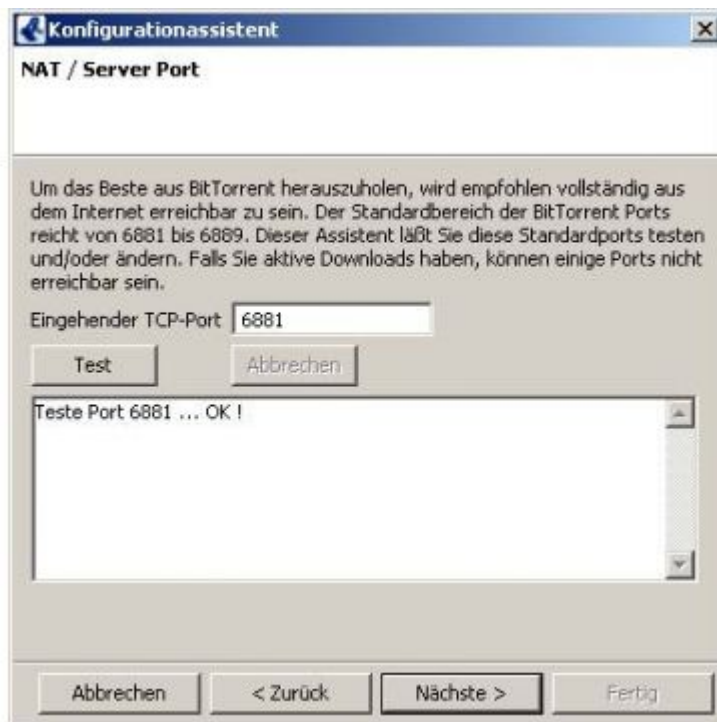 Konfigurationassistent
NAT / Server Port
Um das Beste aus BitTorrent herauszuholen, wird empfohlen vollständig aus
dem Internet erreichbar zu sein. Der Standardbereich der BitTorrent Ports
reicht von 6881 bis 6889. Dieser Assistent läßt Sie diese Standardports testen
und/oder ändern. Falls Sie aktive Downloads haben, können einige Ports nicht
erreichbar sein.
Eingehender TCP-Port 6881
Test Abbrechen
Teste Port 6881 ... OK !
Abbrechen < Zurück Nächste > Fertig